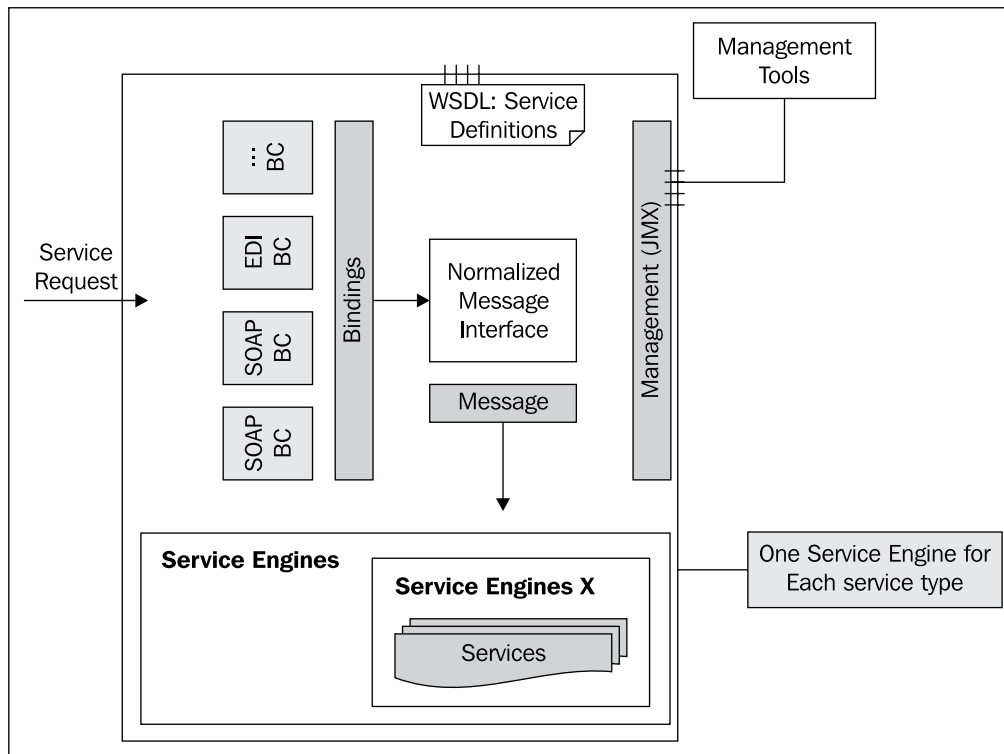 Management
Tools
WSDL: Service
Definitions
... BC
EDI
BC
SOAP
BC
SOAP
BC
Service
Request
Bindings
Normalized
Message
Interface
Message
Management (JMX)
Service Engines
Service Engines X
Services
One Service Engine for
Each service type